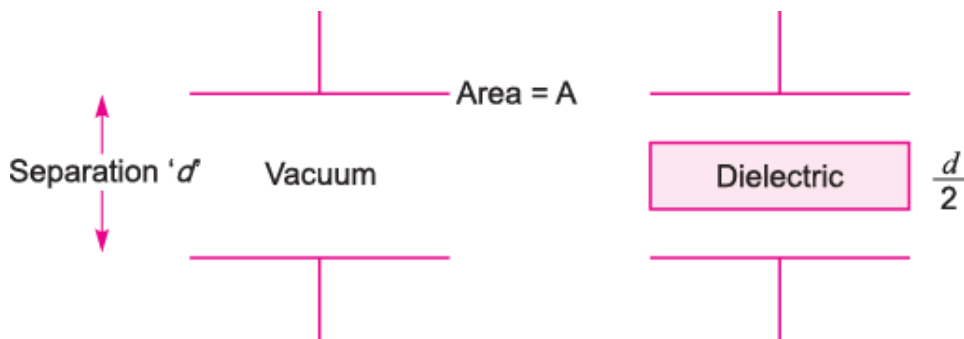 Area = A
Separation ‘d’
Vacuum
Dielectric
d
2